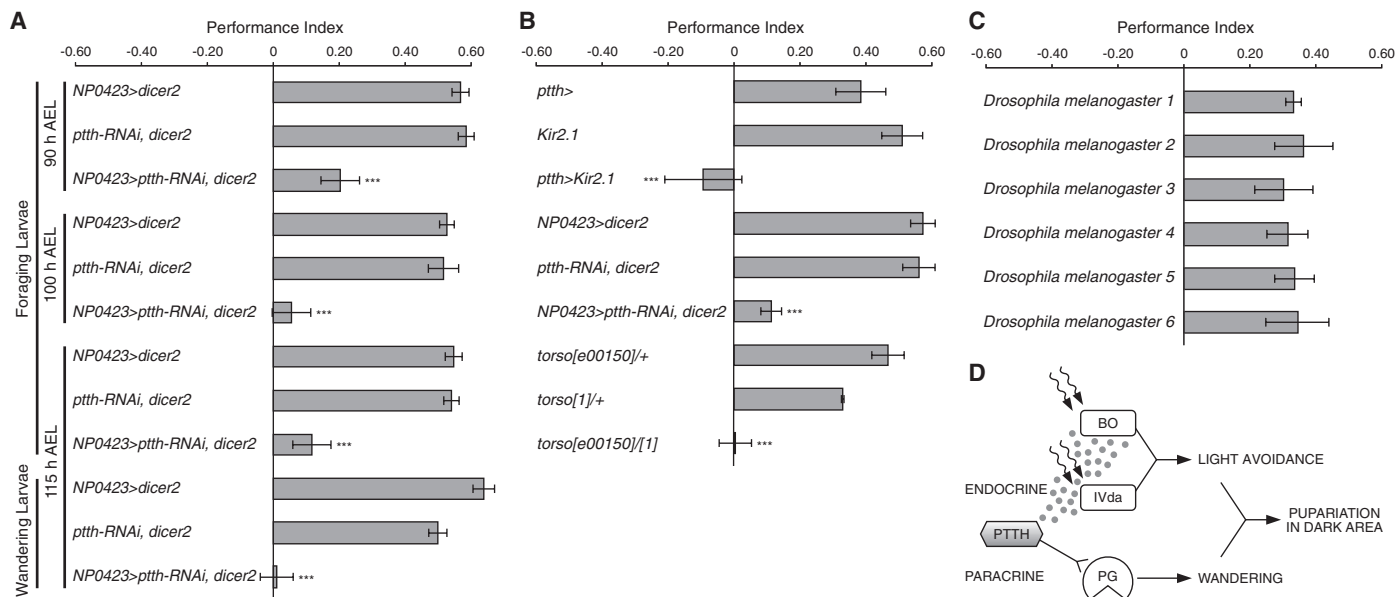 A
Performance Index
-0.60 -0.40 -0.20 0 0.20 0.40 0.60
Foraging Larvae
90 h AEL
NP0423>dicer2
ptth-RNAi, dicer2
NP0423>ptth-RNAi, dicer2 ***
100 h AEL
NP0423>dicer2
ptth-RNAi, dicer2
NP0423>ptth-RNAi, dicer2 ***
115 h AEL
NP0423>dicer2
ptth-RNAi, dicer2
NP0423>ptth-RNAi, dicer2 ***
Wandering Larvae
NP0423>dicer2
ptth-RNAi, dicer2
NP0423>ptth-RNAi, dicer2 ***
B
Performance Index
-0.60 -0.40 -0.20 0 0.20 0.40 0.60
ptth>
Kir2.1
ptth>Kir2.1 ***
NP0423>dicer2
ptth-RNAi, dicer2
NP0423>ptth-RNAi, dicer2 ***
torso[e00150]/+
torso[1]/+
torso[e00150]/[1] ***
C
Performance Index
-0.60 -0.40 -0.20 0 0.20 0.40 0.60
Drosophila melanogaster 1
Drosophila melanogaster 2
Drosophila melanogaster 3
Drosophila melanogaster 4
Drosophila melanogaster 5
Drosophila melanogaster 6
D
BO
LIGHT AVOIDANCE
ENDOCRINE
IVda
PUPARIATION
IN DARK AREA
PTTH
PARACRINE
PG
WANDERING